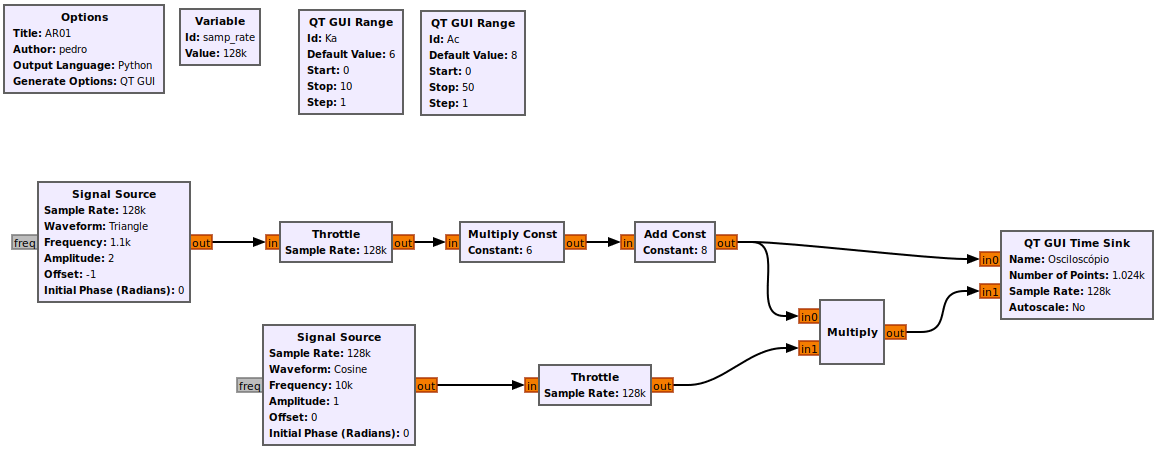 Options
Title: AR01
Author: pedro
Output Language: Python
Generate Options: QT GUI
Variable
Id: samp_rate
Value: 128k
QT GUI Range
Id: Ka
Default Value: 6
Start: 0
Stop: 10
Step: 1
QT GUI Range
Id: Ac
Default Value: 8
Start: 0
Stop: 50
Step: 1
Signal Source
Sample Rate: 128k
Waveform: Triangle
Frequency: 1.1k
Amplitude: 2
Offset: -1
Initial Phase (Radians): 0
freq
out
in
Throttle
Sample Rate: 128k
out
in
Multiply Const
Constant: 6
out
in
Add Const
Constant: 8
out
in0
in1
QT GUI Time Sink
Name: Osciloscópio
Number of Points: 1.024k
Sample Rate: 128k
Autoscale: No
in0
in1
Multiply
out
Signal Source
Sample Rate: 128k
Waveform: Cosine
Frequency: 10k
Amplitude: 1
Offset: 0
Initial Phase (Radians): 0
freq
out
in
Throttle
Sample Rate: 128k
out